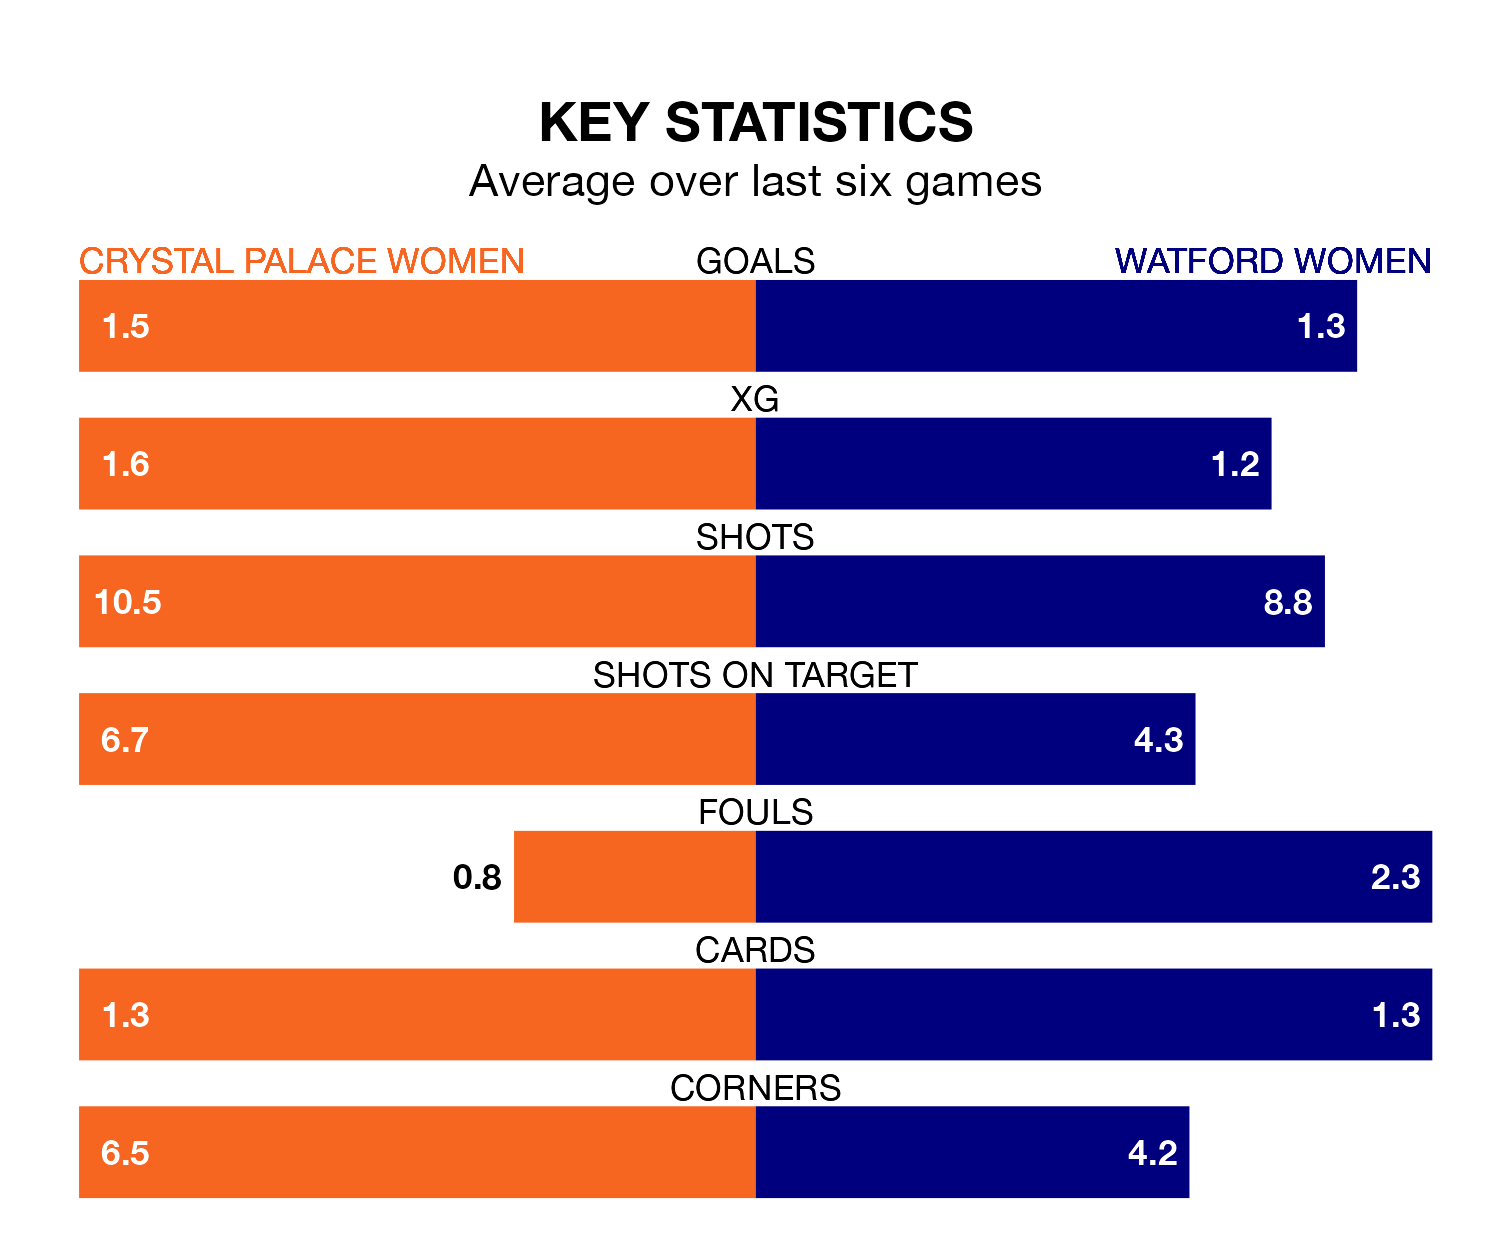 KEY STATISTICS
Average over last six games
CRYSTAL PALACE WOMEN GOALS WATFORD WOMEN
1.5 1.3
XG
1.6 1.2
SHOTS
10.5 8.8
SHOTS ON TARGET
6.7 4.3
FOULS
0.8 2.3
CARDS
1.3 1.3
CORNERS
6.5 4.2